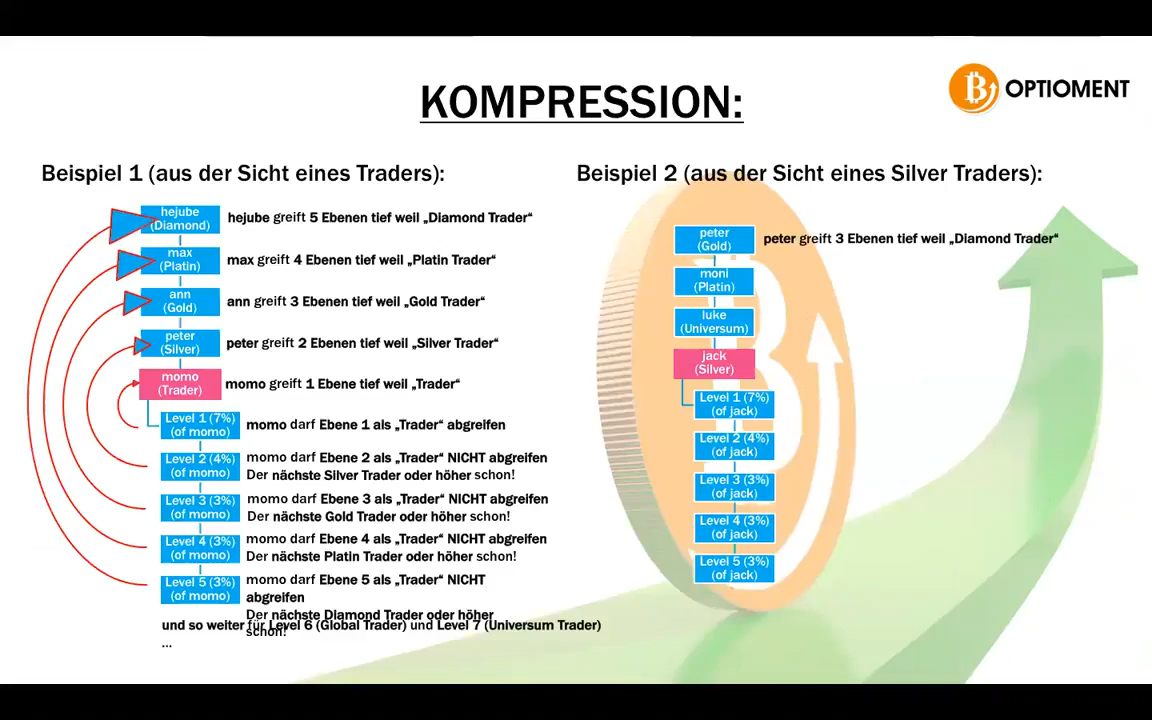 OPTIOMENT
KOMPRESSION:
Beispiel 1 (aus der Sicht eines Traders):
hejube
(Diamond)
hejube greift 5 Ebenen tief weil „Diamond Trader“
max
(Platin)
max greift 4 Ebenen tief weil „Platin Trader“
ann
(Gold)
ann greift 3 Ebenen tief weil „Gold Trader“
peter
(Silver)
peter greift 2 Ebenen tief weil „Silver Trader“
momo
(Trader)
momo greift 1 Ebene tief weil „Trader“
Level 1 (7%)
(of momo)
momo darf Ebene 1 als „Trader“ abgreifen
Level 2 (4%)
(of momo)
momo darf Ebene 2 als „Trader“ NICHT abgreifen
Der nächste Silver Trader oder höher schon!
Level 3 (3%)
(of momo)
momo darf Ebene 3 als „Trader“ NICHT abgreifen
Der nächste Gold Trader oder höher schon!
Level 4 (3%)
(of momo)
momo darf Ebene 4 als „Trader“ NICHT abgreifen
Der nächste Platin Trader oder höher schon!
Level 5 (3%)
(of momo)
momo darf Ebene 5 als „Trader“ NICHT
abgreifen
Der nächste Diamond Trader oder höher
schon!
und so weiter für Level 6 (Global Trader) und Level 7 (Universum Trader)
...
Beispiel 2 (aus der Sicht eines Silver Traders):
peter
(Gold)
peter greift 3 Ebenen tief weil „Diamond Trader“
moni
(Platin)
luke
(Universum)
jack
(Silver)
Level 1 (7%)
(of jack)
Level 2 (4%)
(of jack)
Level 3 (3%)
(of jack)
Level 4 (3%)
(of jack)
Level 5 (3%)
(of jack)